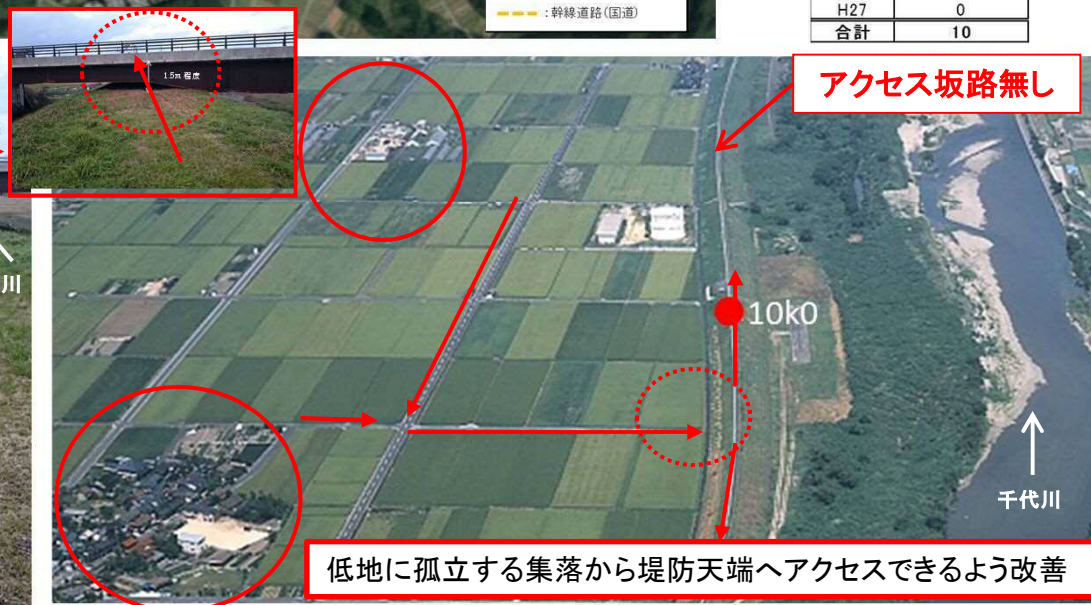 :幹線道路(国道)
H27 0
合計 10
1.5m 程度
アクセス坂路無し
川
10k0
千代川
低地に孤立する集落から堤防天端へアクセスできるよう改善